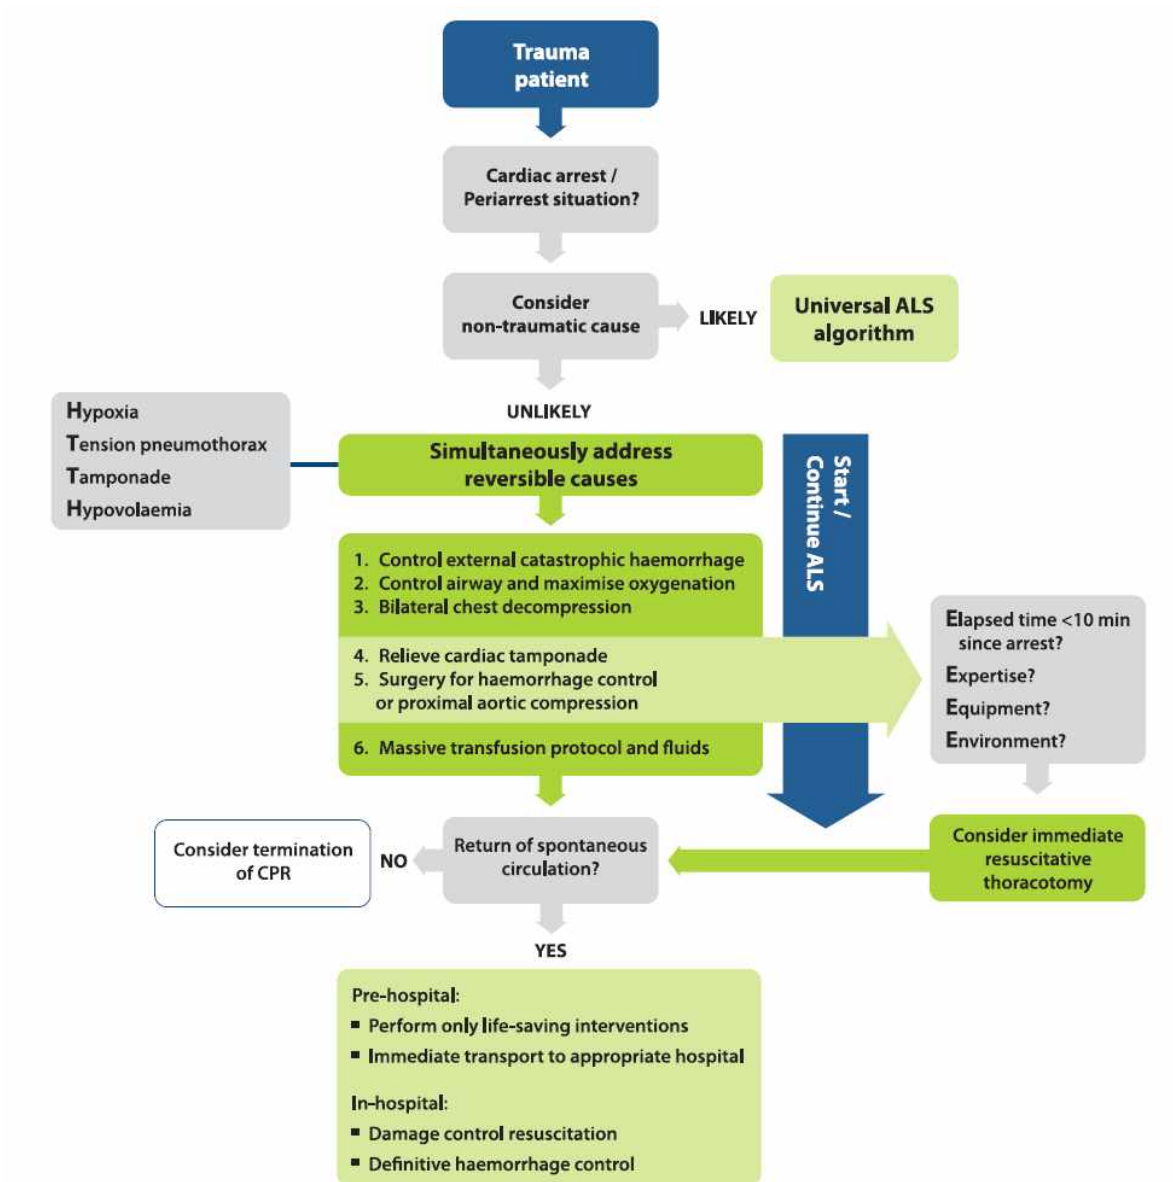 Trauma
patient
Cardiac arrest /
Periarrest situation?
Consider
non-traumatic cause
LIKELY
Universal ALS
algorithm
UNLIKELY
Hypoxia
Tension pneumothorax
Tamponade
Hypovolaemia
Simultaneously address
reversible causes
Start /
Continue ALS
1. Control external catastrophic haemorrhage
2. Control airway and maximise oxygenation
3. Bilateral chest decompression
4. Relieve cardiac tamponade
5. Surgery for haemorrhage control
or proximal aortic compression
6. Massive transfusion protocol and fluids
Elapsed time <10 min
since arrest?
Expertise?
Equipment?
Environment?
Consider immediate
resuscitative
thoracotomy
Return of spontaneous
circulation?
NO
Consider termination
of CPR
YES
Pre-hospital:
▪ Perform only life-saving interventions
▪ Immediate transport to appropriate hospital
In-hospital:
▪ Damage control resuscitation
▪ Definitive haemorrhage control